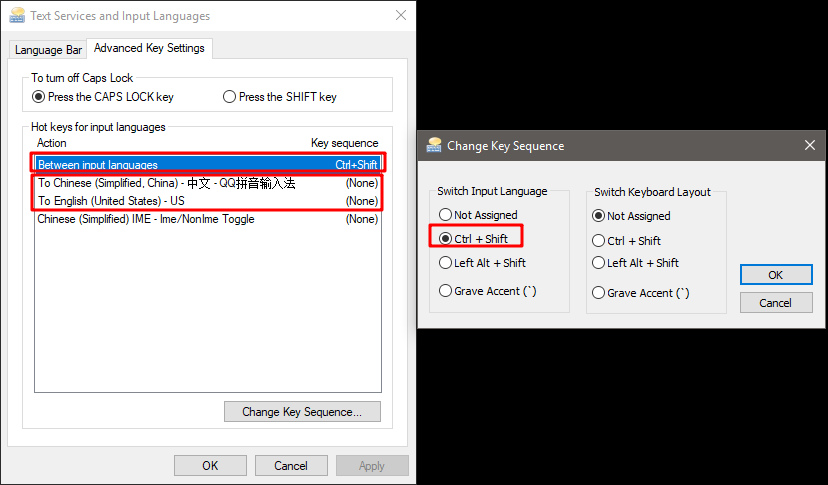 Text Services and Input Languages
Language Bar
Advanced Key Settings
To turn off Caps Lock
Press the CAPS LOCK key
Press the SHIFT key
Hot keys for input languages
Action Key sequence
Between input languages Ctrl+Shift
To Chinese (Simplified, China) - 中文 - QQ拼音输入法 (None)
To English (United States) - US (None)
Chinese (Simplified) IME - Ime/NonIme Toggle (None)
Change Key Sequence...
OK
Cancel
Apply
Change Key Sequence
Switch Input Language
Not Assigned
Ctrl + Shift
Left Alt + Shift
Grave Accent (`)
Switch Keyboard Layout
Not Assigned
Ctrl + Shift
Left Alt + Shift
Grave Accent (`)
OK
Cancel